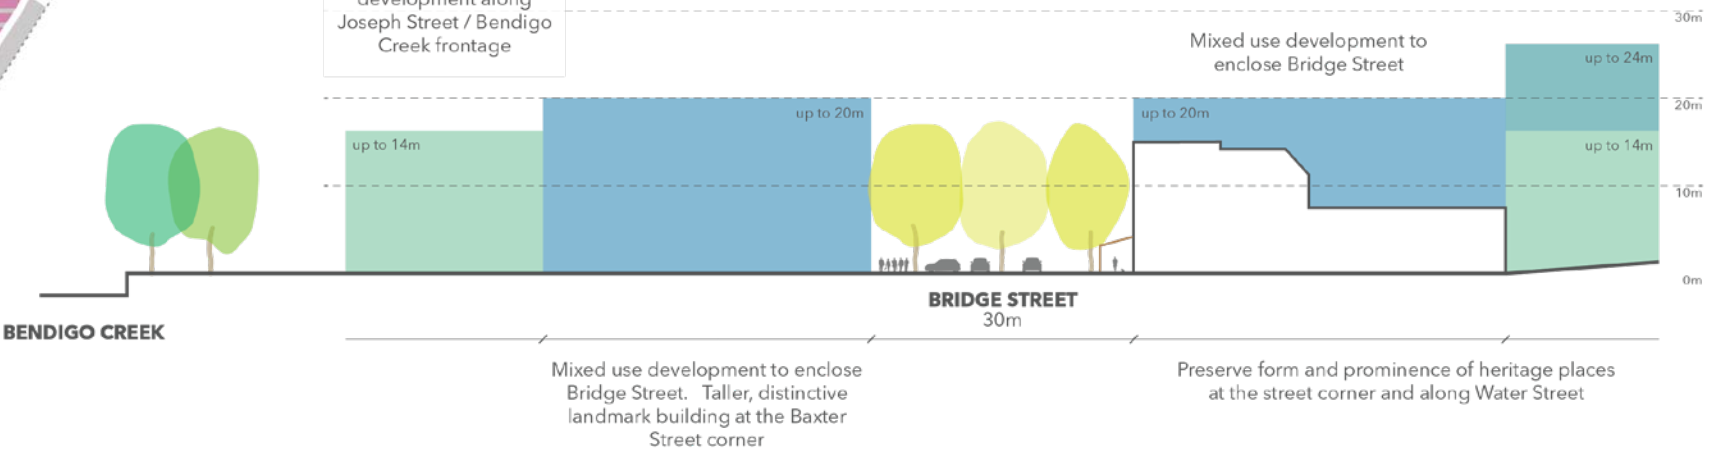 development along
Joseph Street / Bendigo
Creek frontage
30m
Mixed use development to
enclose Bridge Street
up to 24m
20m
up to 20m
up to 20m
up to 14m
up to 14m
10m
0m
BRIDGE STREET
30m
BENDIGO CREEK
Mixed use development to enclose
Bridge Street. Taller, distinctive
landmark building at the Baxter
Street corner
Preserve form and prominence of heritage places
at the street corner and along Water Street